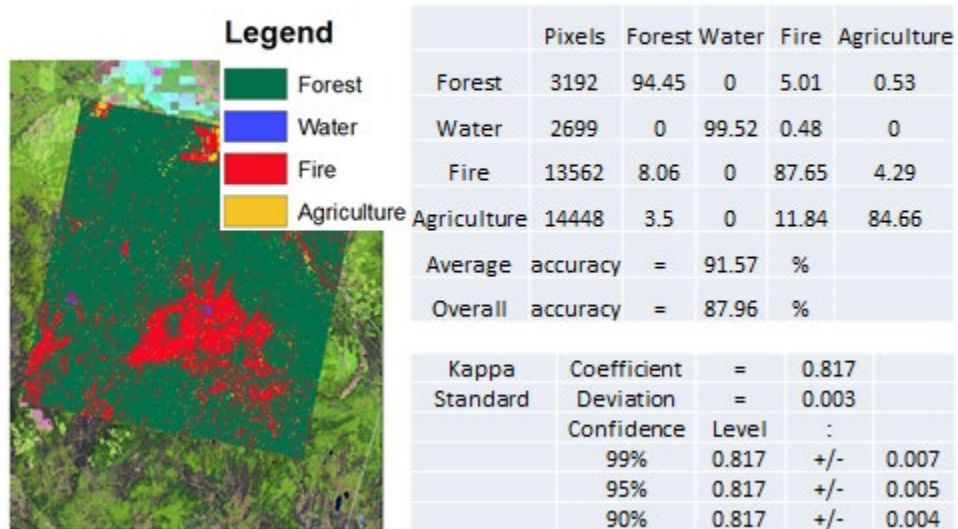 Legend
Forest
Water
Fire
Agriculture
Pixels Forest Water Fire Agriculture
Forest 3192 94.45 0 5.01 0.53
Water 2699 0 99.52 0.48 0
Fire 13562 8.06 0 87.65 4.29
Agriculture 14448 3.5 0 11.84 84.66
Average accuracy = 91.57 %
Overall accuracy = 87.96 %
Kappa Coefficient = 0.817
Standard Deviation = 0.003
Confidence Level :
99% 0.817 +/- 0.007
95% 0.817 +/- 0.005
90% 0.817 +/- 0.004